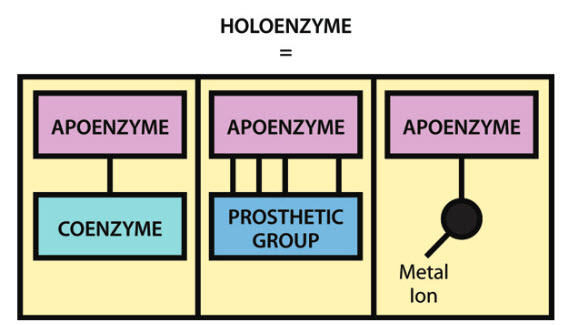 HOLOENZYME
=
APOENZYME
COENZYME
APOENZYME
PROSTHETIC
GROUP
APOENZYME
Metal
Ion